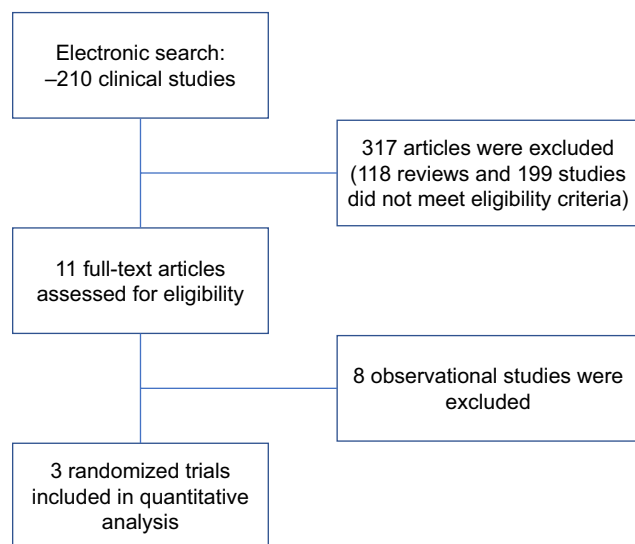 Electronic search:
–210 clinical studies
317 articles were excluded
(118 reviews and 199 studies
did not meet eligibility criteria)
11 full-text articles
assessed for eligibility
8 observational studies were
excluded
3 randomized trials
included in quantitative
analysis